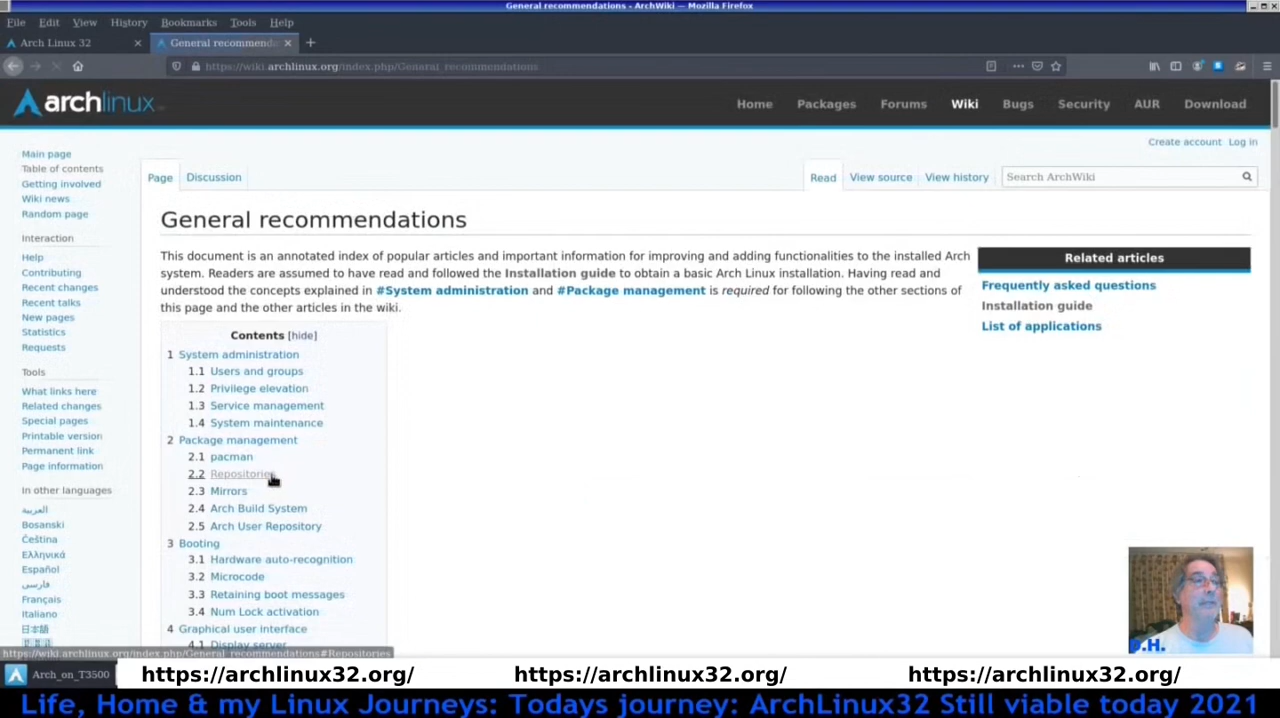 General recommendations - ArchWiki — Mozilla Firefox
File Edit View History Bookmarks Tools Help
Arch Linux 32
General recommenda
https://wiki.archlinux.org/index.php/General_recommendations
archlinux
Home Packages Forums Wiki Bugs Security AUR Download
Create account Log in
Page Discussion
Read View source View history
Search ArchWiki
Main page
Table of contents
Getting involved
Wiki news
Random page
Interaction
Help
Contributing
Recent changes
Recent talks
New pages
Statistics
Requests
Tools
What links here
Related changes
Special pages
Printable version
Permanent link
Page information
In other languages
العربية
Bosanski
Čeština
Ελληνικά
Español
فارسی
Français
Italiano
日本語
General recommendations
This document is an annotated index of popular articles and important information for improving and adding functionalities to the installed Arch
system. Readers are assumed to have read and followed the Installation guide to obtain a basic Arch Linux installation. Having read and
understood the concepts explained in #System administration and #Package management is required for following the other sections of
this page and the other articles in the wiki.
Related articles
Frequently asked questions
Installation guide
List of applications
Contents [hide]
1 System administration
1.1 Users and groups
1.2 Privilege elevation
1.3 Service management
1.4 System maintenance
2 Package management
2.1 pacman
2.2 Repositories
2.3 Mirrors
2.4 Arch Build System
2.5 Arch User Repository
3 Booting
3.1 Hardware auto-recognition
3.2 Microcode
3.3 Retaining boot messages
3.4 Num Lock activation
4 Graphical user interface
4.1 Display server
D.H.
https://wiki.archlinux.org/index.php/General_recommendations#Repositories
Arch_on_T3500
https://archlinux32.org/ https://archlinux32.org/ https://archlinux32.org/
Life, Home & my Linux Journeys: Todays journey: ArchLinux32 Still viable today 2021